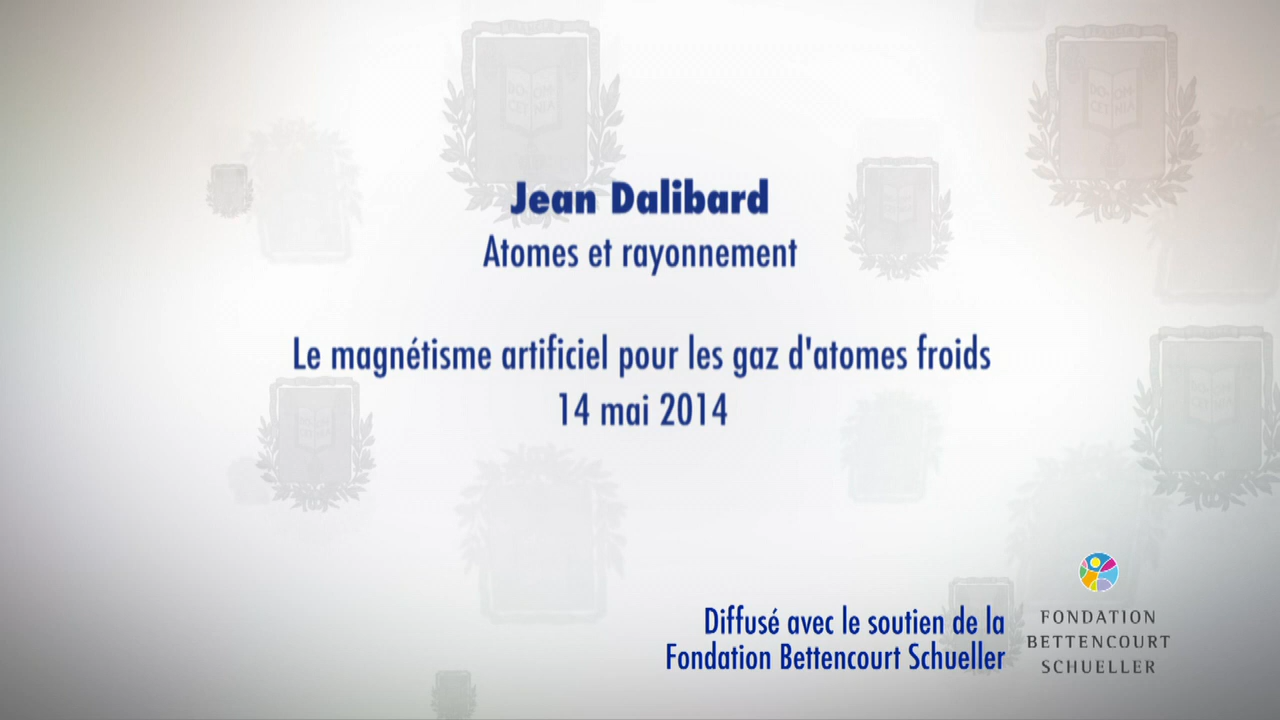 Jean Dalibard
Atomes et rayonnement
Le magnétisme artificiel pour les gaz d'atomes froids
14 mai 2014
Diffusé avec le soutien de la
Fondation Bettencourt Schueller
FONDATION
BETTENCOURT
SCHUELLER